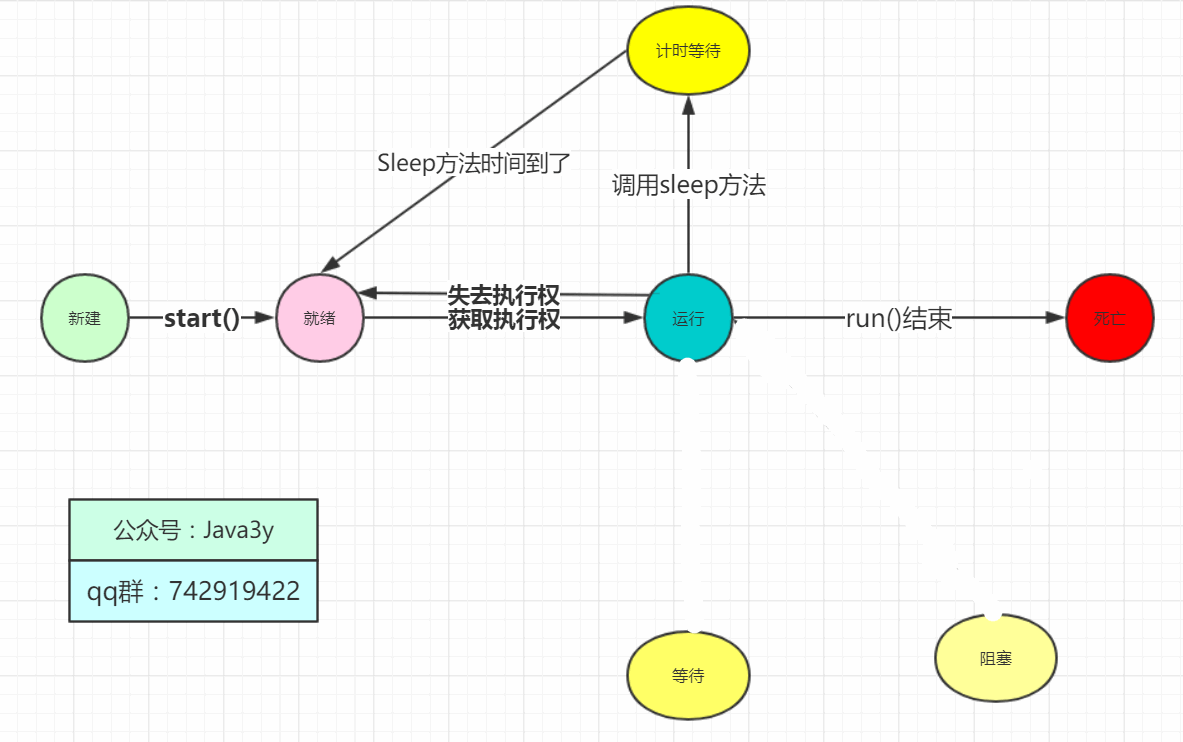 计时等待
Sleep方法时间到了
调用sleep方法
新建
start()
就绪
失去执行权
获取执行权
运行
run()结束
死亡
公众号：Java3y
qq群：742919422
等待
阻塞